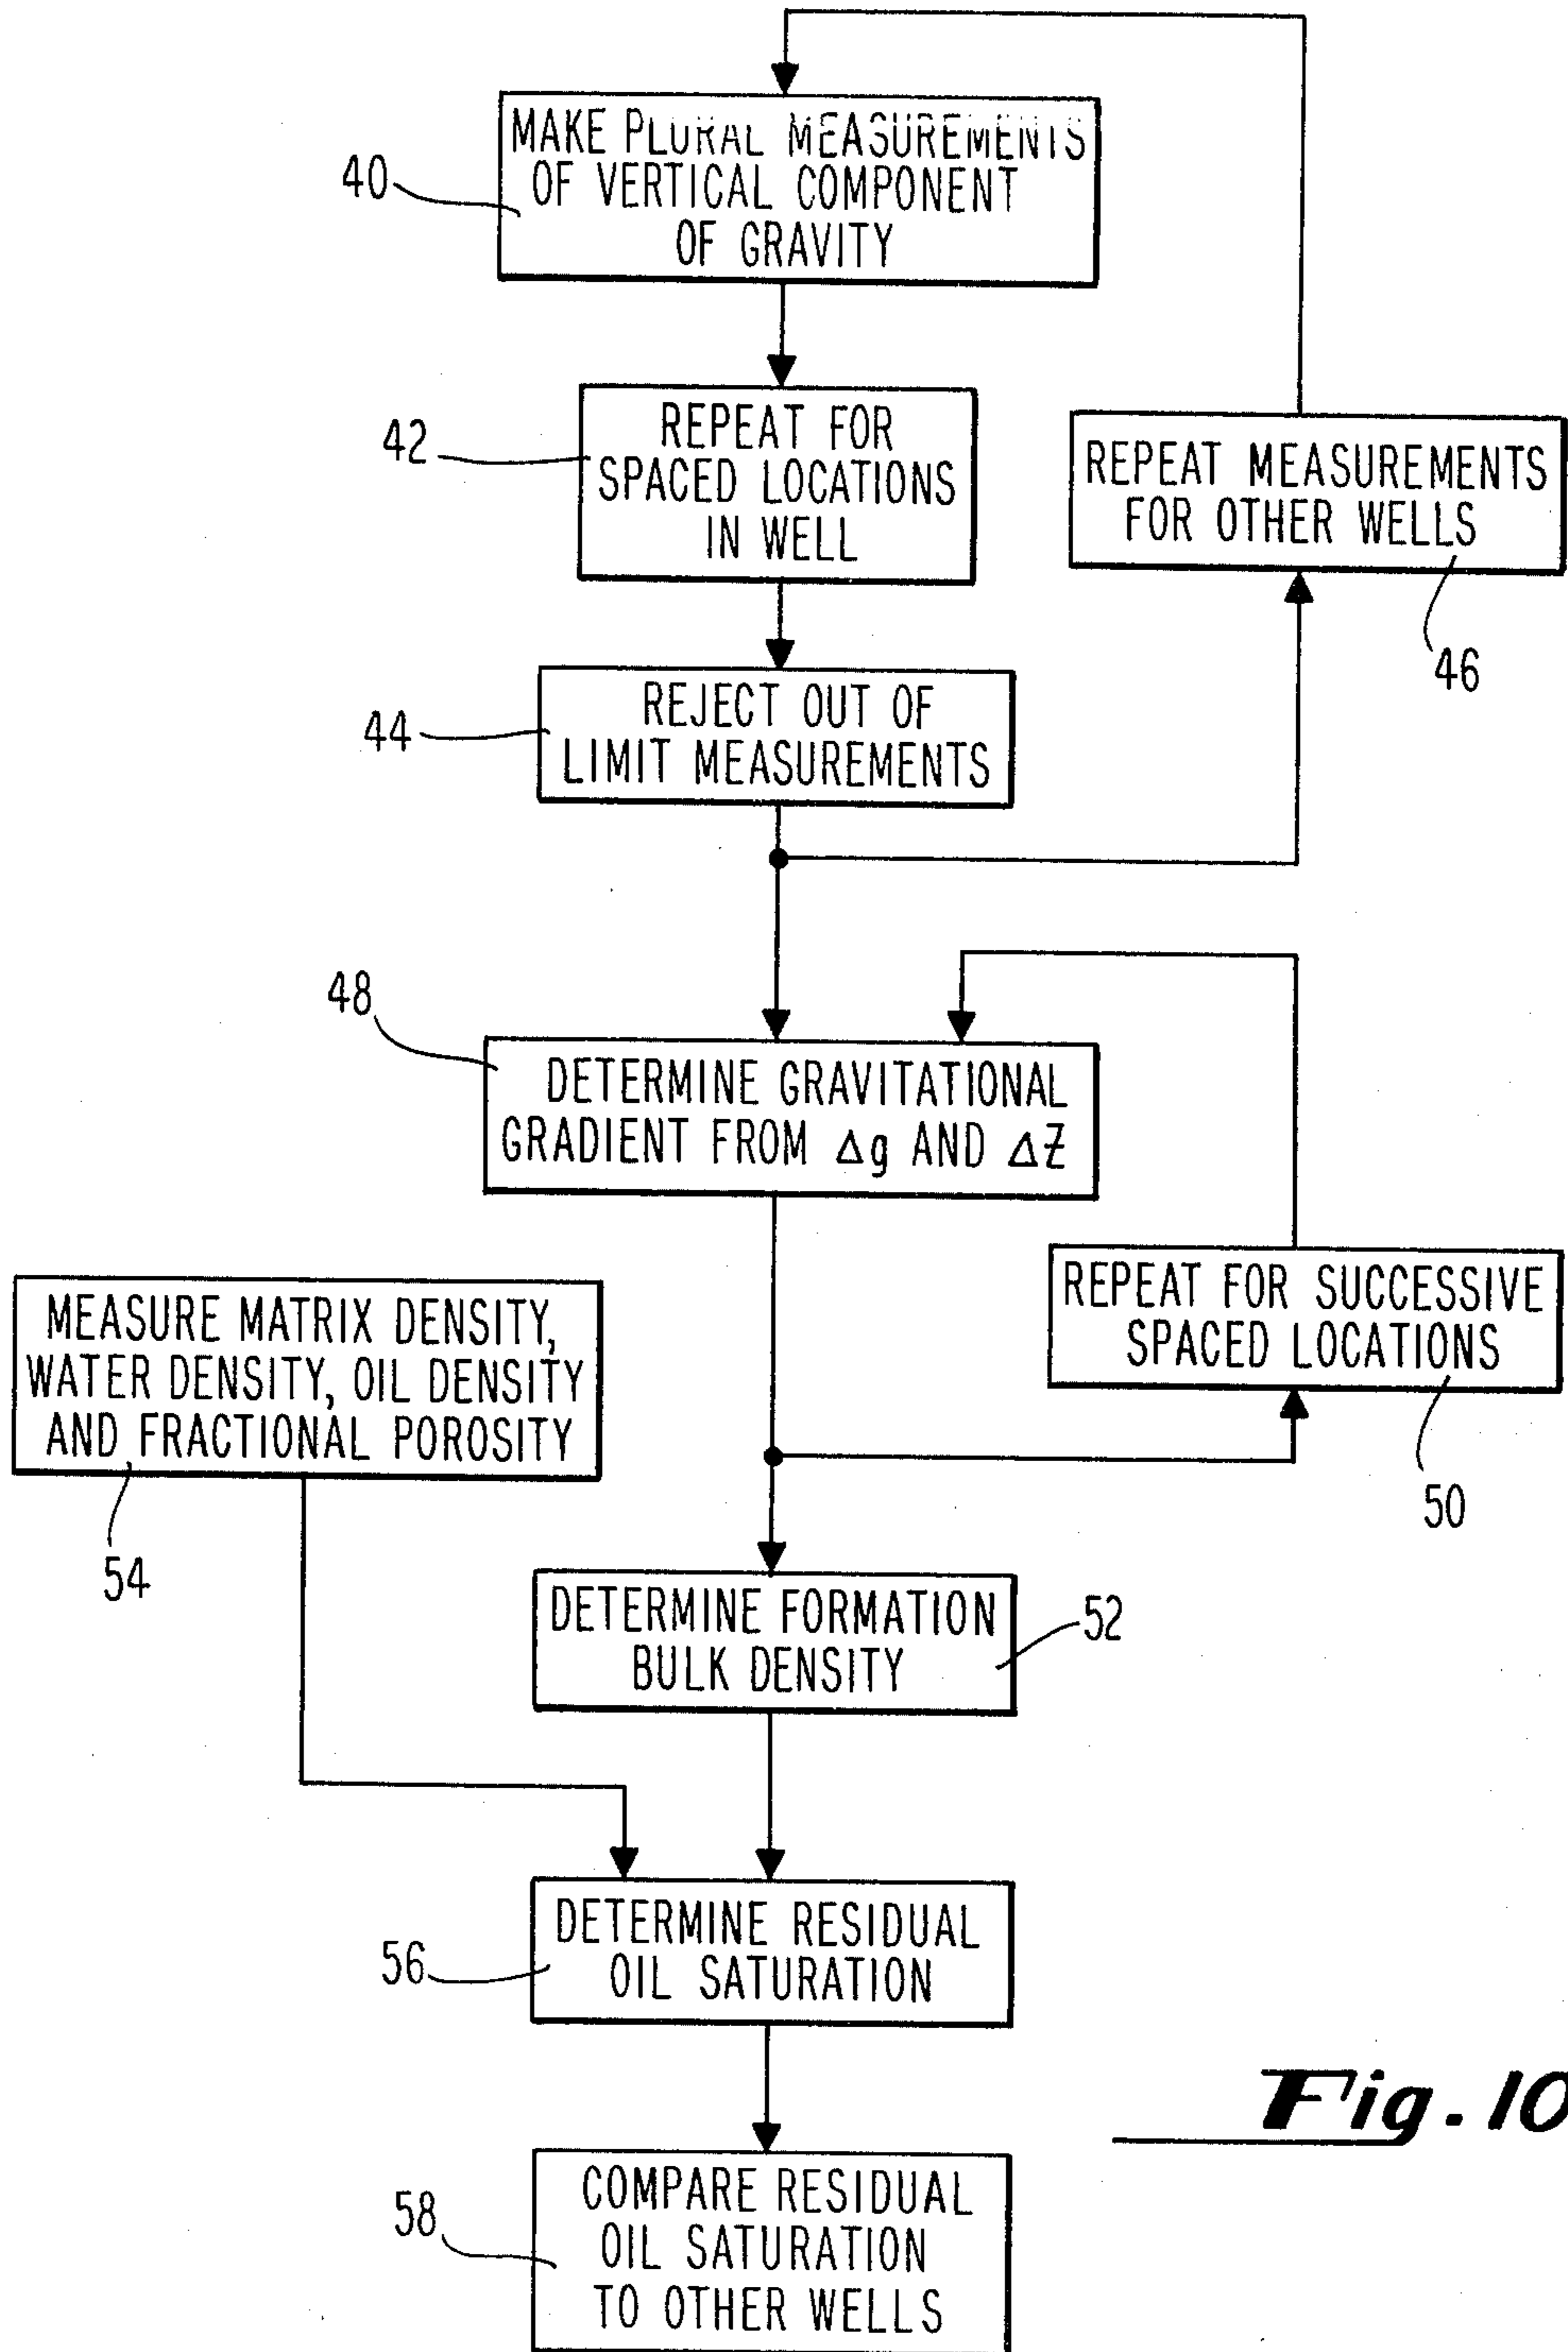 MAKE PLURAL MEASUREMENTS
OF VERTICAL COMPONENT
OF GRAVITY
40
REPEAT FOR
SPACED LOCATIONS
IN WELL
42
REPEAT MEASUREMENTS
FOR OTHER WELLS
46
REJECT OUT OF
LIMIT MEASUREMENTS
44
48
DETERMINE GRAVITATIONAL
GRADIENT FROM Δg AND ΔZ
REPEAT FOR SUCCESSIVE
SPACED LOCATIONS
50
MEASURE MATRIX DENSITY,
WATER DENSITY, OIL DENSITY
AND FRACTIONAL POROSITY
54
DETERMINE FORMATION
BULK DENSITY
52
DETERMINE RESIDUAL
OIL SATURATION
56
COMPARE RESIDUAL
OIL SATURATION
TO OTHER WELLS
58
Fig. 10